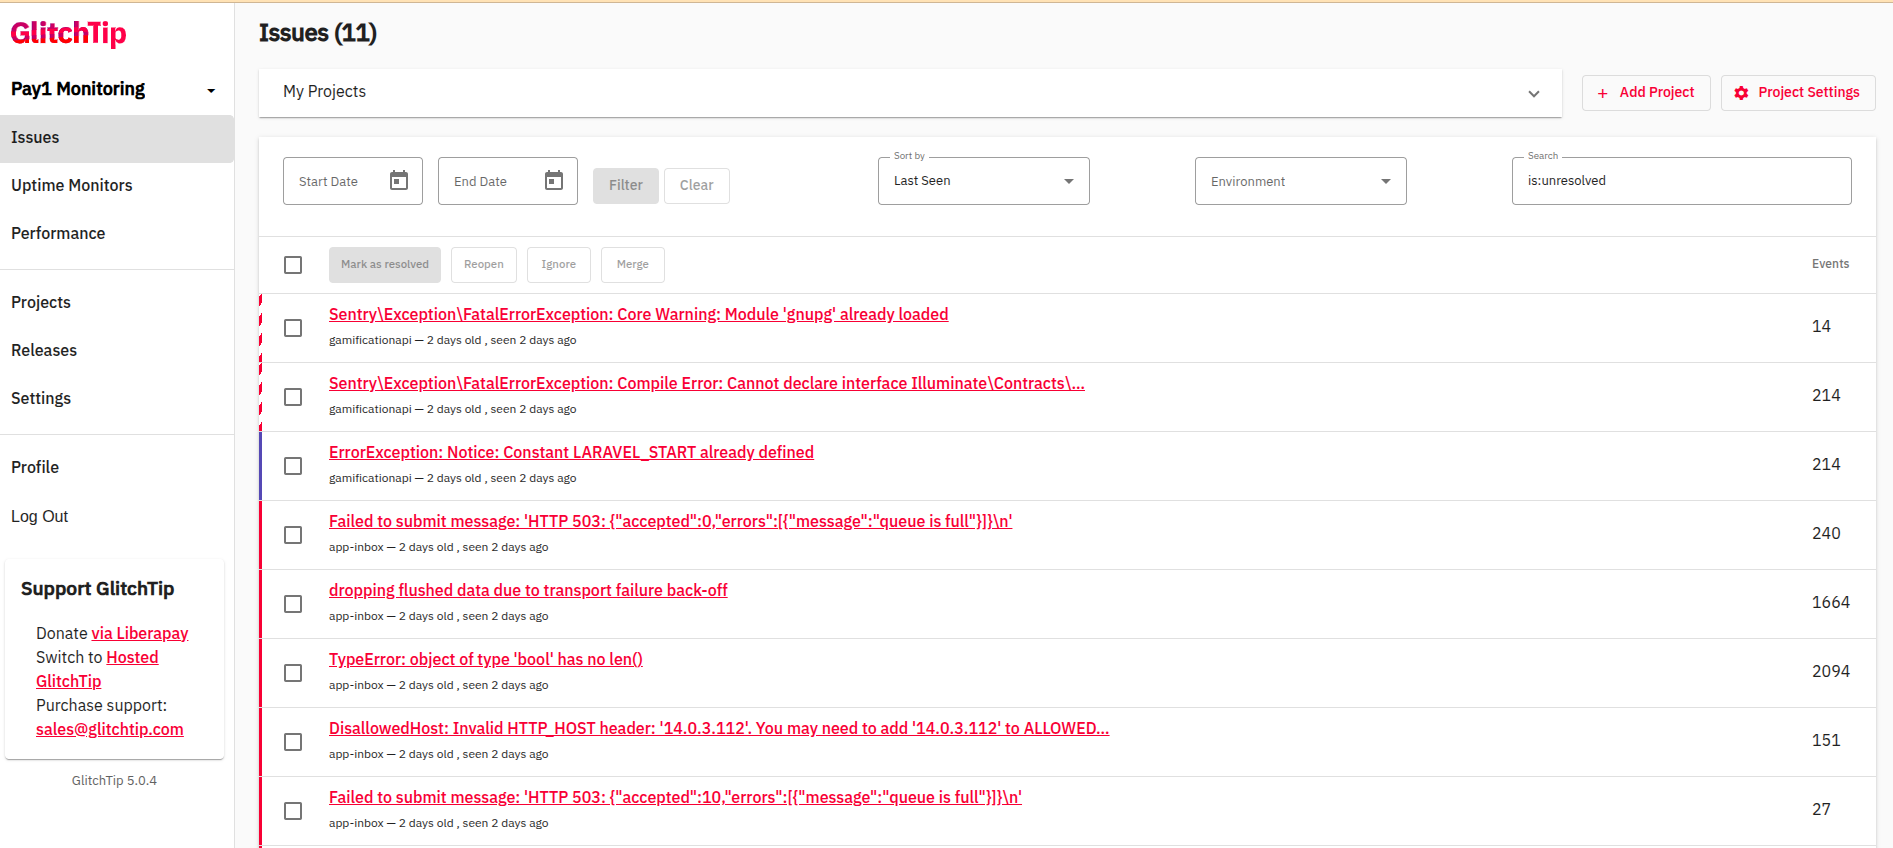 GlitchTip
Pay1 Monitoring
Issues
Uptime Monitors
Performance
Projects
Releases
Settings
Profile
Log Out
Support GlitchTip
Donate via Liberapay
Switch to Hosted
GlitchTip
Purchase support:
sales@glitchtip.com
GlitchTip 5.0.4
Issues (11)
My Projects
+ Add Project
Project Settings
Start Date
End Date
Filter
Clear
Sort by
Last Seen
Environment
Search
is:unresolved
Mark as resolved
Reopen
Ignore
Merge
Events
Sentry\Exception\FatalErrorException: Core Warning: Module 'gnupg' already loaded
gamificationapi — 2 days old , seen 2 days ago
14
Sentry\Exception\FatalErrorException: Compile Error: Cannot declare interface Illuminate\Contracts\...
gamificationapi — 2 days old , seen 2 days ago
214
ErrorException: Notice: Constant LARAVEL_START already defined
gamificationapi — 2 days old , seen 2 days ago
214
Failed to submit message: 'HTTP 503: {"accepted":0,"errors":[{"message":"queue is full"}]}\n'
app-inbox — 2 days old , seen 2 days ago
240
dropping flushed data due to transport failure back-off
app-inbox — 2 days old , seen 2 days ago
1664
TypeError: object of type 'bool' has no len()
app-inbox — 2 days old , seen 2 days ago
2094
DisallowedHost: Invalid HTTP_HOST header: '14.0.3.112'. You may need to add '14.0.3.112' to ALLOWED...
app-inbox — 2 days old , seen 2 days ago
151
Failed to submit message: 'HTTP 503: {"accepted":10,"errors":[{"message":"queue is full"}]}\n'
app-inbox — 2 days old , seen 2 days ago
27